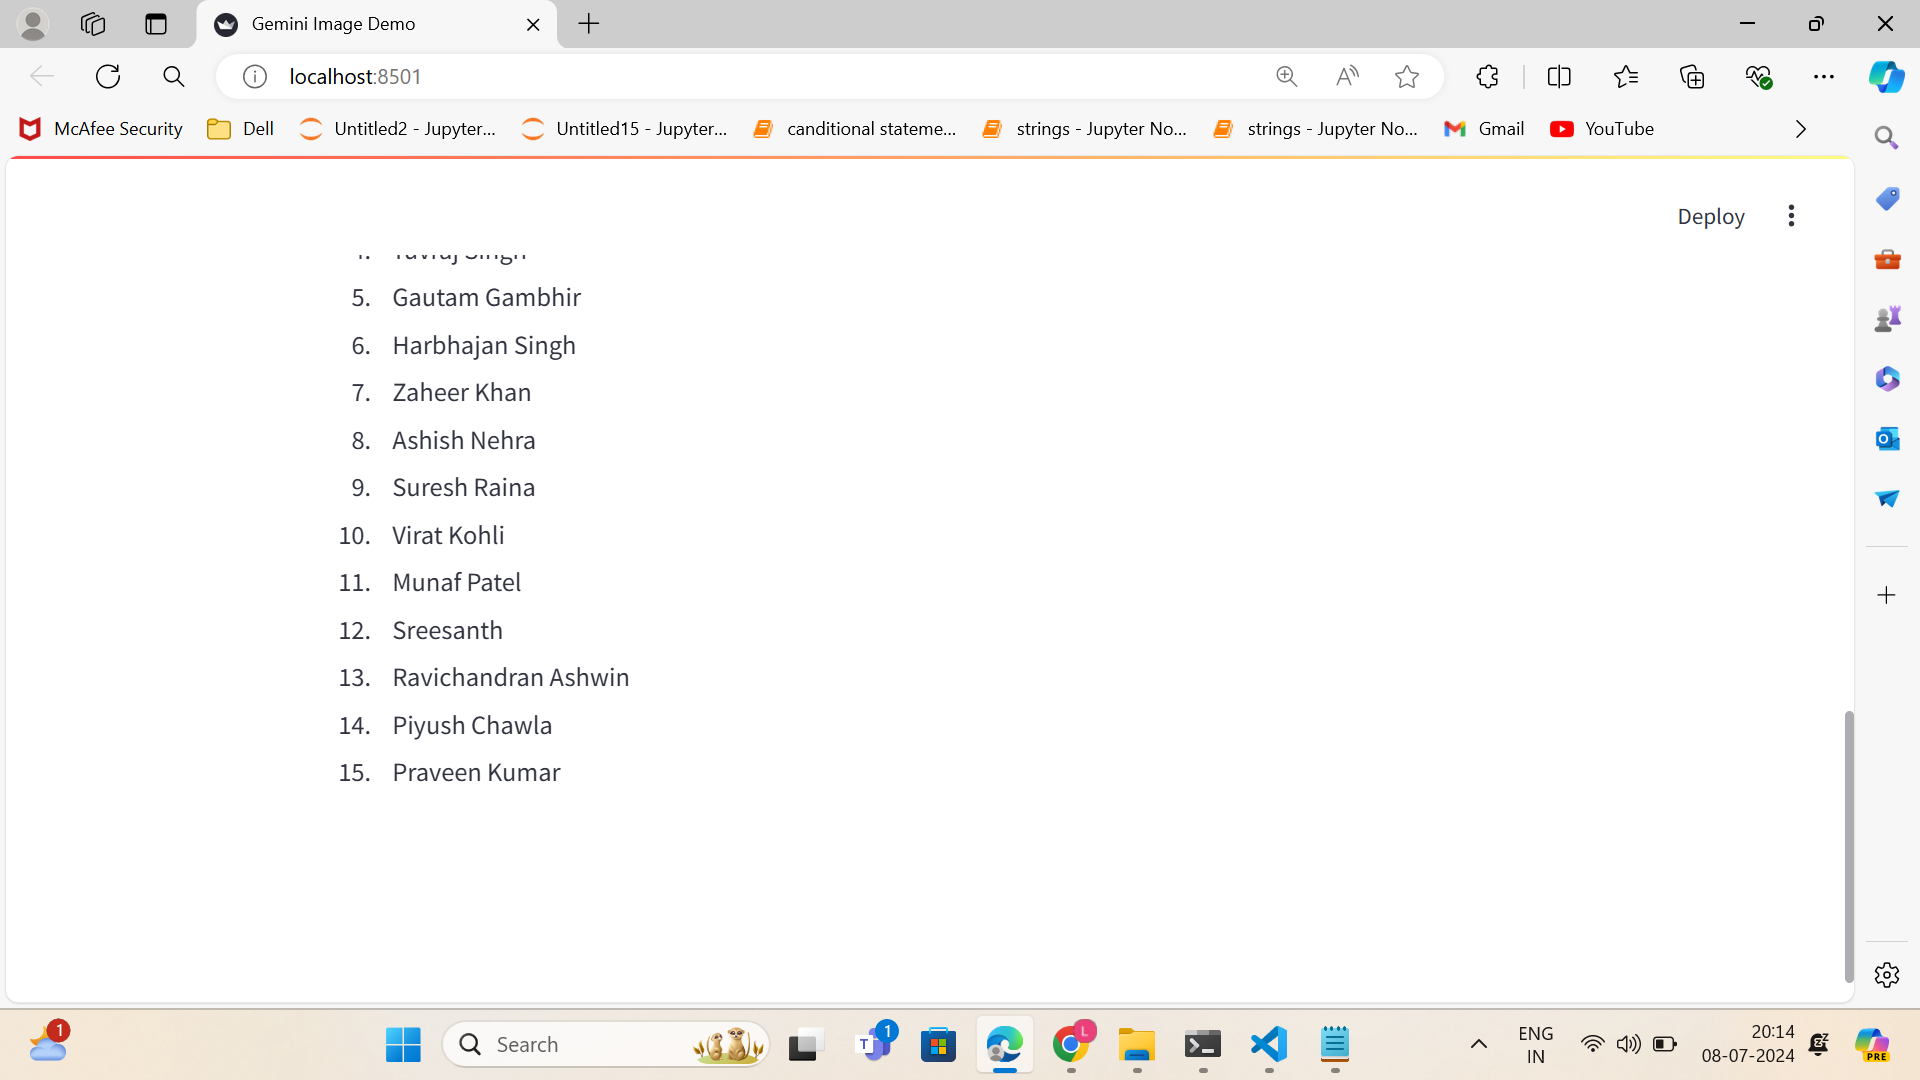 Gemini Image Demo
localhost:8501
McAfee Security Dell Untitled2 - Jupyter... Untitled15 - Jupyter... canditional stateme... strings - Jupyter No... strings - Jupyter No... Gmail YouTube
Deploy
4. Yuvraj Singh
5. Gautam Gambhir
6. Harbhajan Singh
7. Zaheer Khan
8. Ashish Nehra
9. Suresh Raina
10. Virat Kohli
11. Munaf Patel
12. Sreesanth
13. Ravichandran Ashwin
14. Piyush Chawla
15. Praveen Kumar
1 Search T 1 L ENG 20:14
IN 08-07-2024 PRE